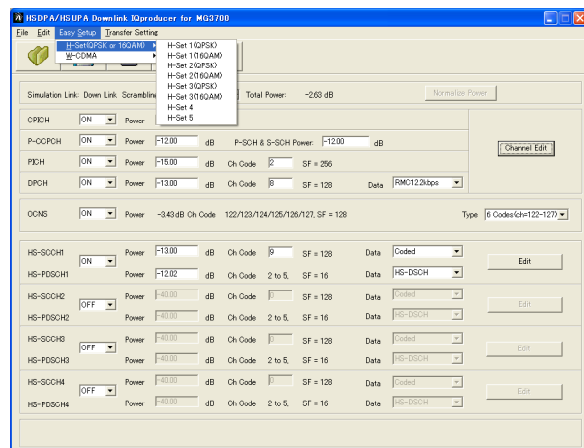 HSDPA/HSUPA Downlink IQproducer for MG3700
File Edit Easy Setup Transfer Setting
H-Set(QPSK or 16QAM)
W-CDMA
H-Set 1(QPSK)
H-Set 1(16QAM)
H-Set 2(QPSK)
H-Set 2(16QAM)
H-Set 3(QPSK)
H-Set 3(16QAM)
H-Set 4
H-Set 5
Simulation Link: Down Link Total Power: -2.63 dB Normalize Power
CPICH ON Power
P-CCPCH ON Power -12.00 dB P-SCH & S-SCH Power: -12.00 dB
Channel Edit
PICH ON Power -15.00 dB Ch Code 2 SF = 256
DPCH ON Power -13.00 dB Ch Code 8 SF = 128 Data RMC12.2kbps
OCNS ON Power -3.43 dB Ch Code 122/123/124/125/126/127, SF = 128 Type 6 Codes(ch=122-127)
HS-SCCH1 ON Power -13.00 dB Ch Code 9 SF = 128 Data Coded Edit
HS-PDSCH1 Power -12.02 dB Ch Code 2 to 5, SF = 16 Data HS-DSCH
HS-SCCH2 OFF Power -40.00 dB Ch Code 0 SF = 128 Data Coded Edit
HS-PDSCH2 Power -40.00 dB Ch Code 2 to 5, SF = 16 Data HS-DSCH
HS-SCCH3 OFF Power -40.00 dB Ch Code 0 SF = 128 Data Coded Edit
HS-PDSCH3 Power -40.00 dB Ch Code 2 to 5, SF = 16 Data HS-DSCH
HS-SCCH4 OFF Power -40.00 dB Ch Code 0 SF = 128 Data Coded Edit
HS-PDSCH4 Power -40.00 dB Ch Code 2 to 5, SF = 16 Data HS-DSCH